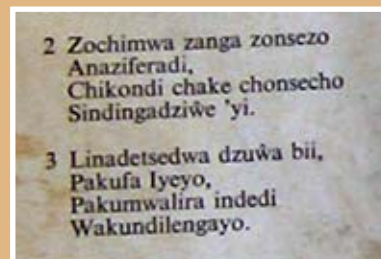 2 Zochimwa zanga zonsezo
Anaziferadi,
Chikondi chake chonsecho
Sindingadziŵe 'yi.
3 Linadetsedwa dzuŵa bii,
Pakufa Iyeyo,
Pakumwalira indedi
Wakundilengayo.